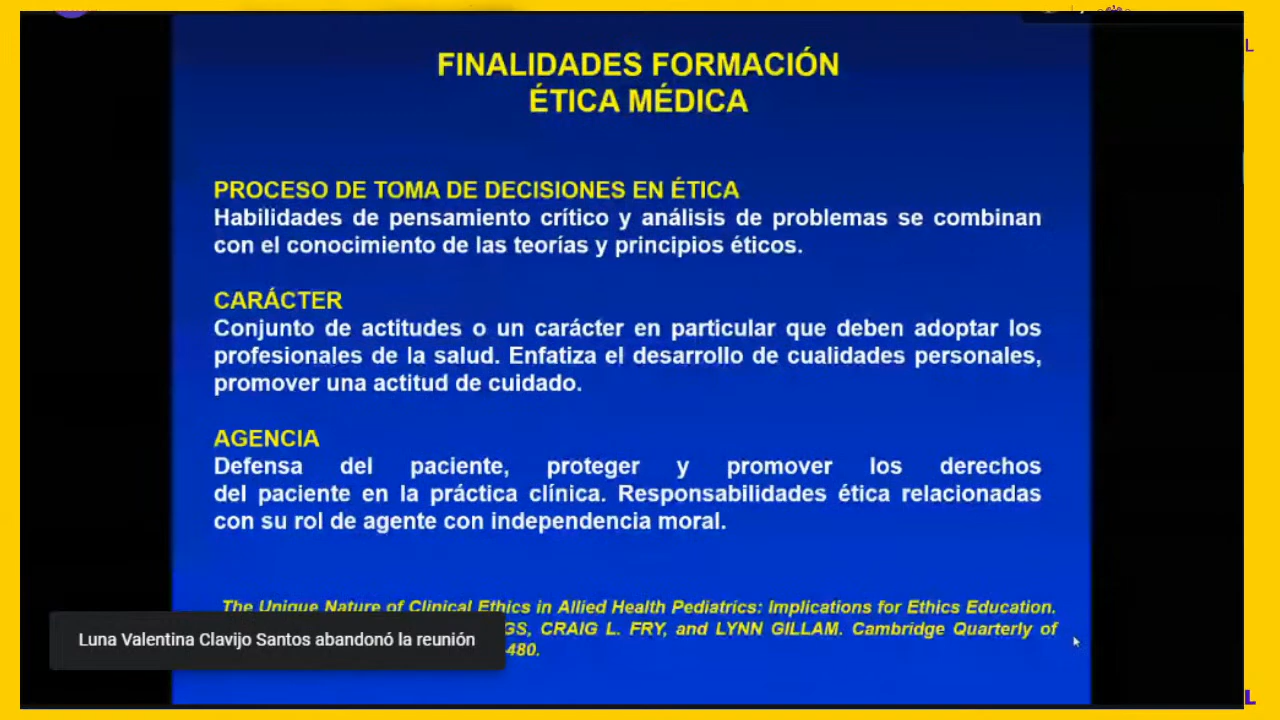 FINALIDADES FORMACIÓN
ÉTICA MÉDICA
PROCESO DE TOMA DE DECISIONES EN ÉTICA
Habilidades de pensamiento crítico y análisis de problemas se combinan
con el conocimiento de las teorías y principios éticos.
CARÁCTER
Conjunto de actitudes o un carácter en particular que deben adoptar los
profesionales de la salud. Enfatiza el desarrollo de cualidades personales,
promover una actitud de cuidado.
AGENCIA
Defensa del paciente, proteger y promover los derechos
del paciente en la práctica clínica. Responsabilidades ética relacionadas
con su rol de agente con independencia moral.
The Unique Nature of Clinical Ethics in Allied Health Pediatrics: Implications for Ethics Education.
GS, CRAIG L. FRY, and LYNN GILLAM. Cambridge Quarterly of
480.
Luna Valentina Clavijo Santos abandonó la reunión
L
L